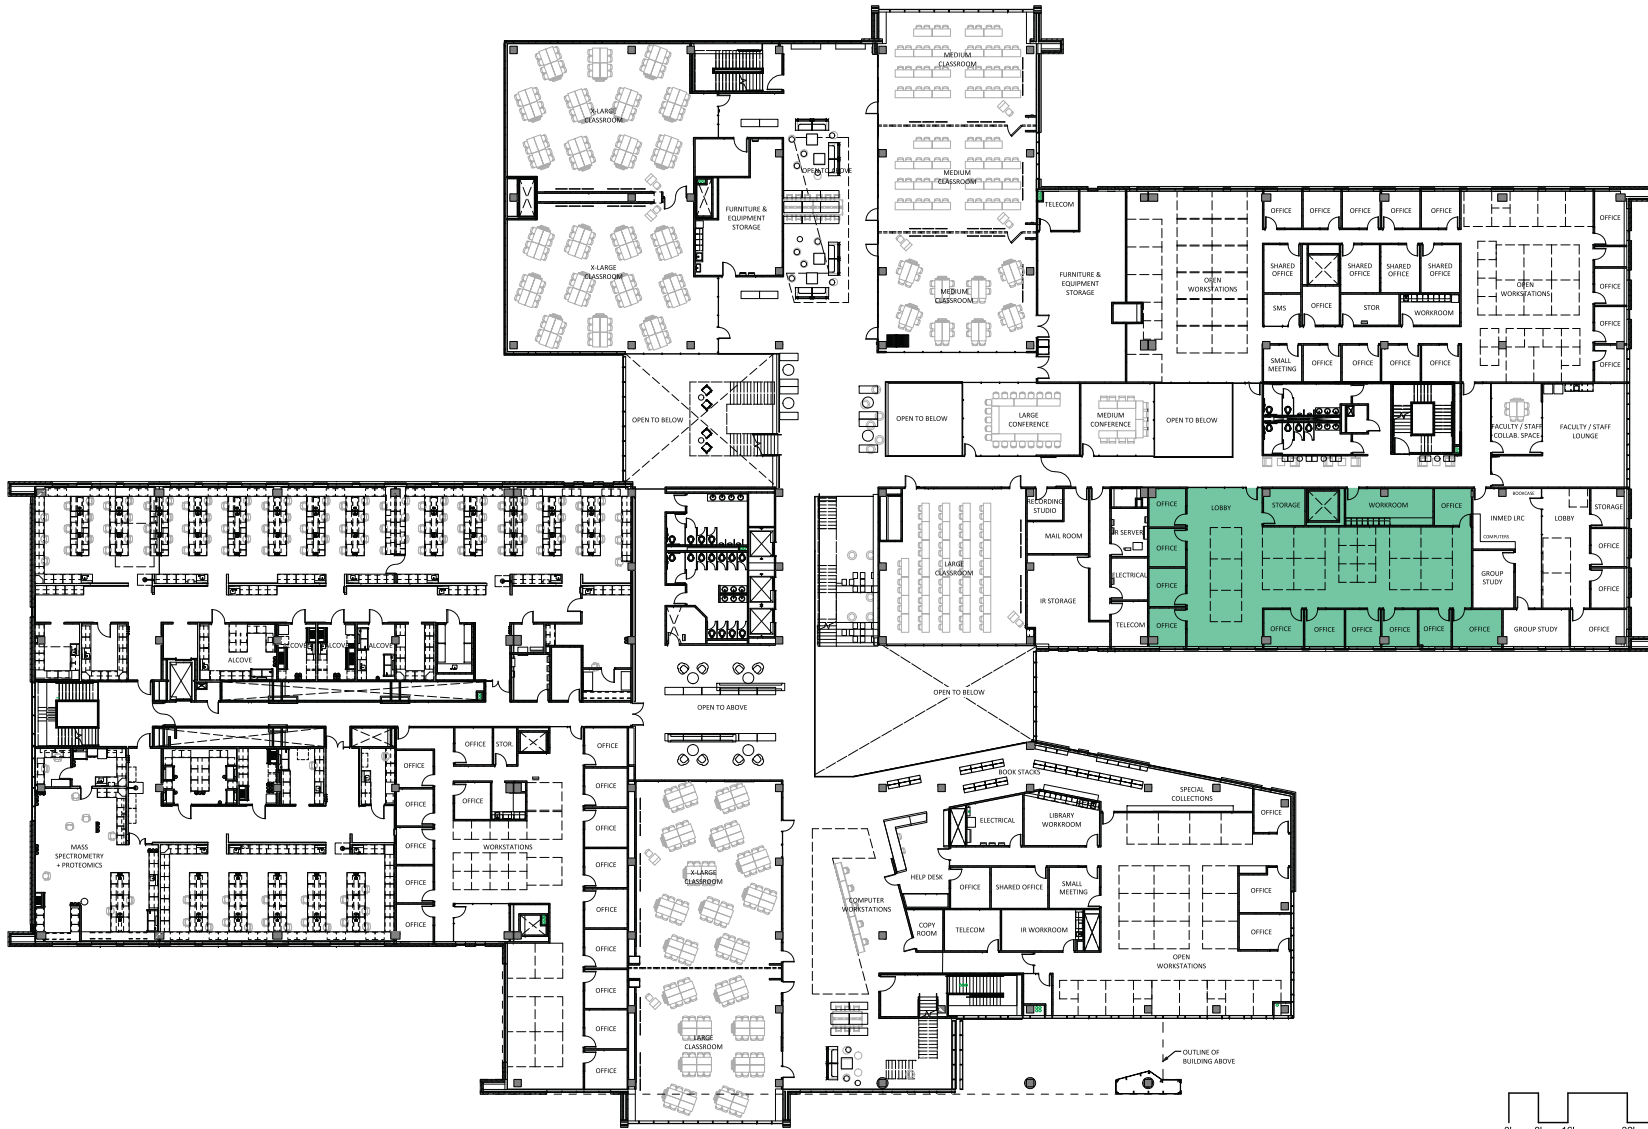 MEDIUM
CLASSROOM
X-LARGE
CLASSROOM
OPEN TO ABOVE
MEDIUM
CLASSROOM
TELECOM
FURNITURE &
EQUIPMENT
STORAGE
X-LARGE
CLASSROOM
MEDIUM
CLASSROOM
FURNITURE &
EQUIPMENT
STORAGE
OPEN
WORKSTATIONS
OFFICE
OFFICE
OFFICE
OFFICE
OFFICE
OFFICE
SHARED
OFFICE
SHARED
OFFICE
SHARED
OFFICE
SHARED
OFFICE
OFFICE
OPEN
WORKSTATIONS
OFFICE
SMS
OFFICE
STOR
WORKROOM
OFFICE
SMALL
MEETING
OFFICE
OFFICE
OFFICE
OFFICE
OFFICE
OPEN TO BELOW
OPEN TO BELOW
LARGE
CONFERENCE
MEDIUM
CONFERENCE
OPEN TO BELOW
FACULTY / STAFF
COLLAB. SPACE
FACULTY / STAFF
LOUNGE
RECORDING
STUDIO
MAIL ROOM
IR SERVER
OFFICE
LOBBY
STORAGE
WORKROOM
OFFICE
BOOKCASE
INMED LRC
COMPUTERS
LOBBY
STORAGE
LARGE
CLASSROOM
OFFICE
OFFICE
ELECTRICAL
OFFICE
GROUP
STUDY
OFFICE
IR STORAGE
TELECOM
OFFICE
OFFICE
OFFICE
OFFICE
OFFICE
OFFICE
OFFICE
GROUP STUDY
OFFICE
ALCOVE
ALCOVE
ALCOVE
ALCOVE
OPEN TO BELOW
OPEN TO ABOVE
OFFICE
STOR.
OFFICE
OFFICE
OFFICE
OFFICE
OFFICE
OFFICE
OFFICE
WORKSTATIONS
OFFICE
OFFICE
OFFICE
OFFICE
OFFICE
OFFICE
OFFICE
OFFICE
OFFICE
MASS
SPECTROMETRY
+ PROTEOMICS
BOOK STACKS
SPECIAL
COLLECTIONS
OFFICE
ELECTRICAL
LIBRARY
WORKROOM
X-LARGE
CLASSROOM
HELP DESK
OFFICE
SHARED OFFICE
SMALL
MEETING
OFFICE
COMPUTER
WORKSTATIONS
COPY
ROOM
TELECOM
IR WORKROOM
OFFICE
OPEN
WORKSTATIONS
LARGE
CLASSROOM
OUTLINE OF
BUILDING ABOVE